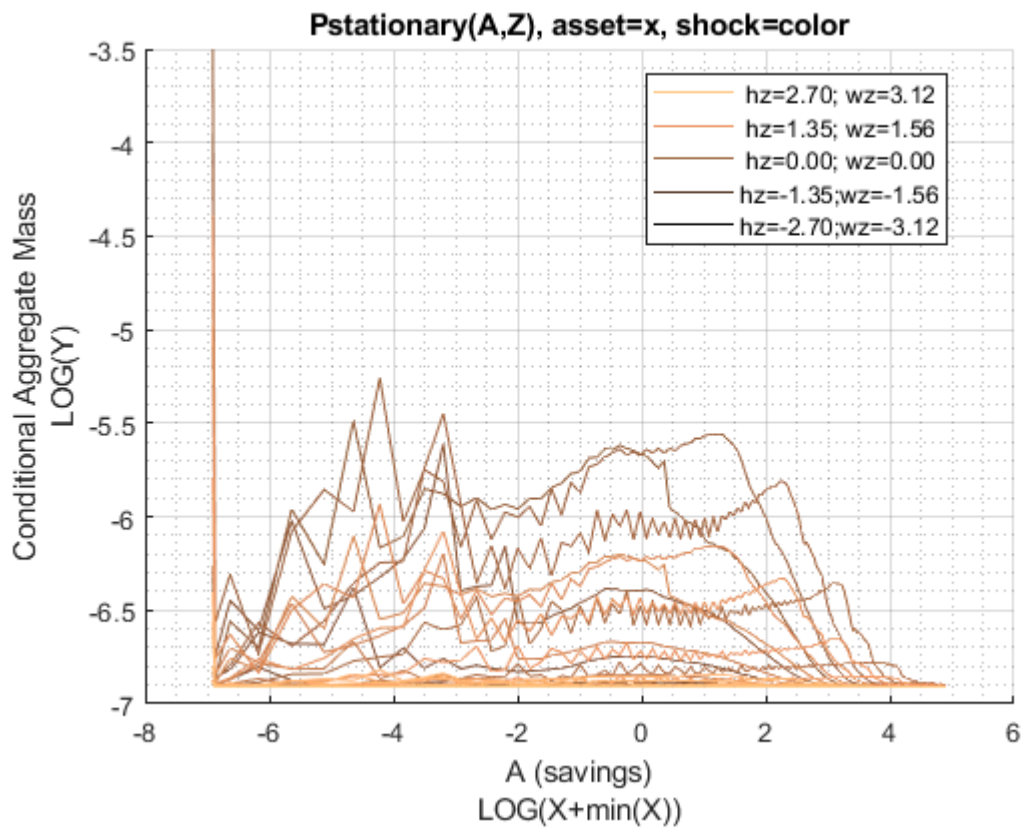 Pstationary(A,Z), asset=x, shock=color
Conditional Aggregate Mass
LOG(Y)
-3.5
-4
-4.5
-5
-5.5
-6
-6.5
-7
hz=2.70; wz=3.12
hz=1.35; wz=1.56
hz=0.00; wz=0.00
hz=-1.35;wz=-1.56
hz=-2.70;wz=-3.12
-8 -6 -4 -2 0 2 4 6
A (savings)
LOG(X+min(X))